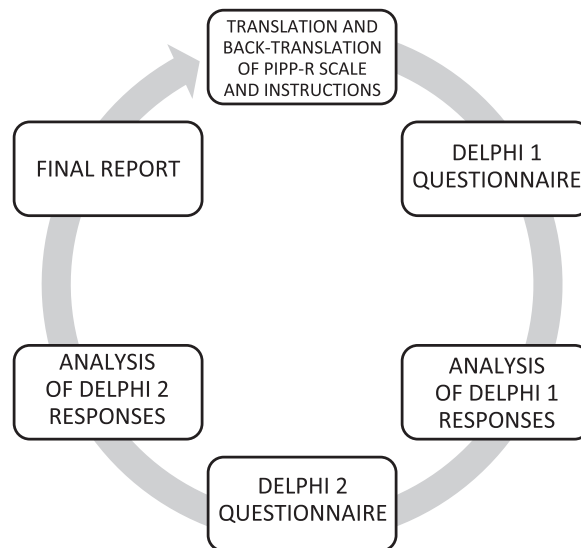 TRANSLATION AND
BACK-TRANSLATION
OF PIPP-R SCALE
AND INSTRUCTIONS
DELPHI 1
QUESTIONNAIRE
ANALYSIS
OF DELPHI 1
RESPONSES
DELPHI 2
QUESTIONNAIRE
ANALYSIS
OF DELPHI 2
RESPONSES
FINAL REPORT